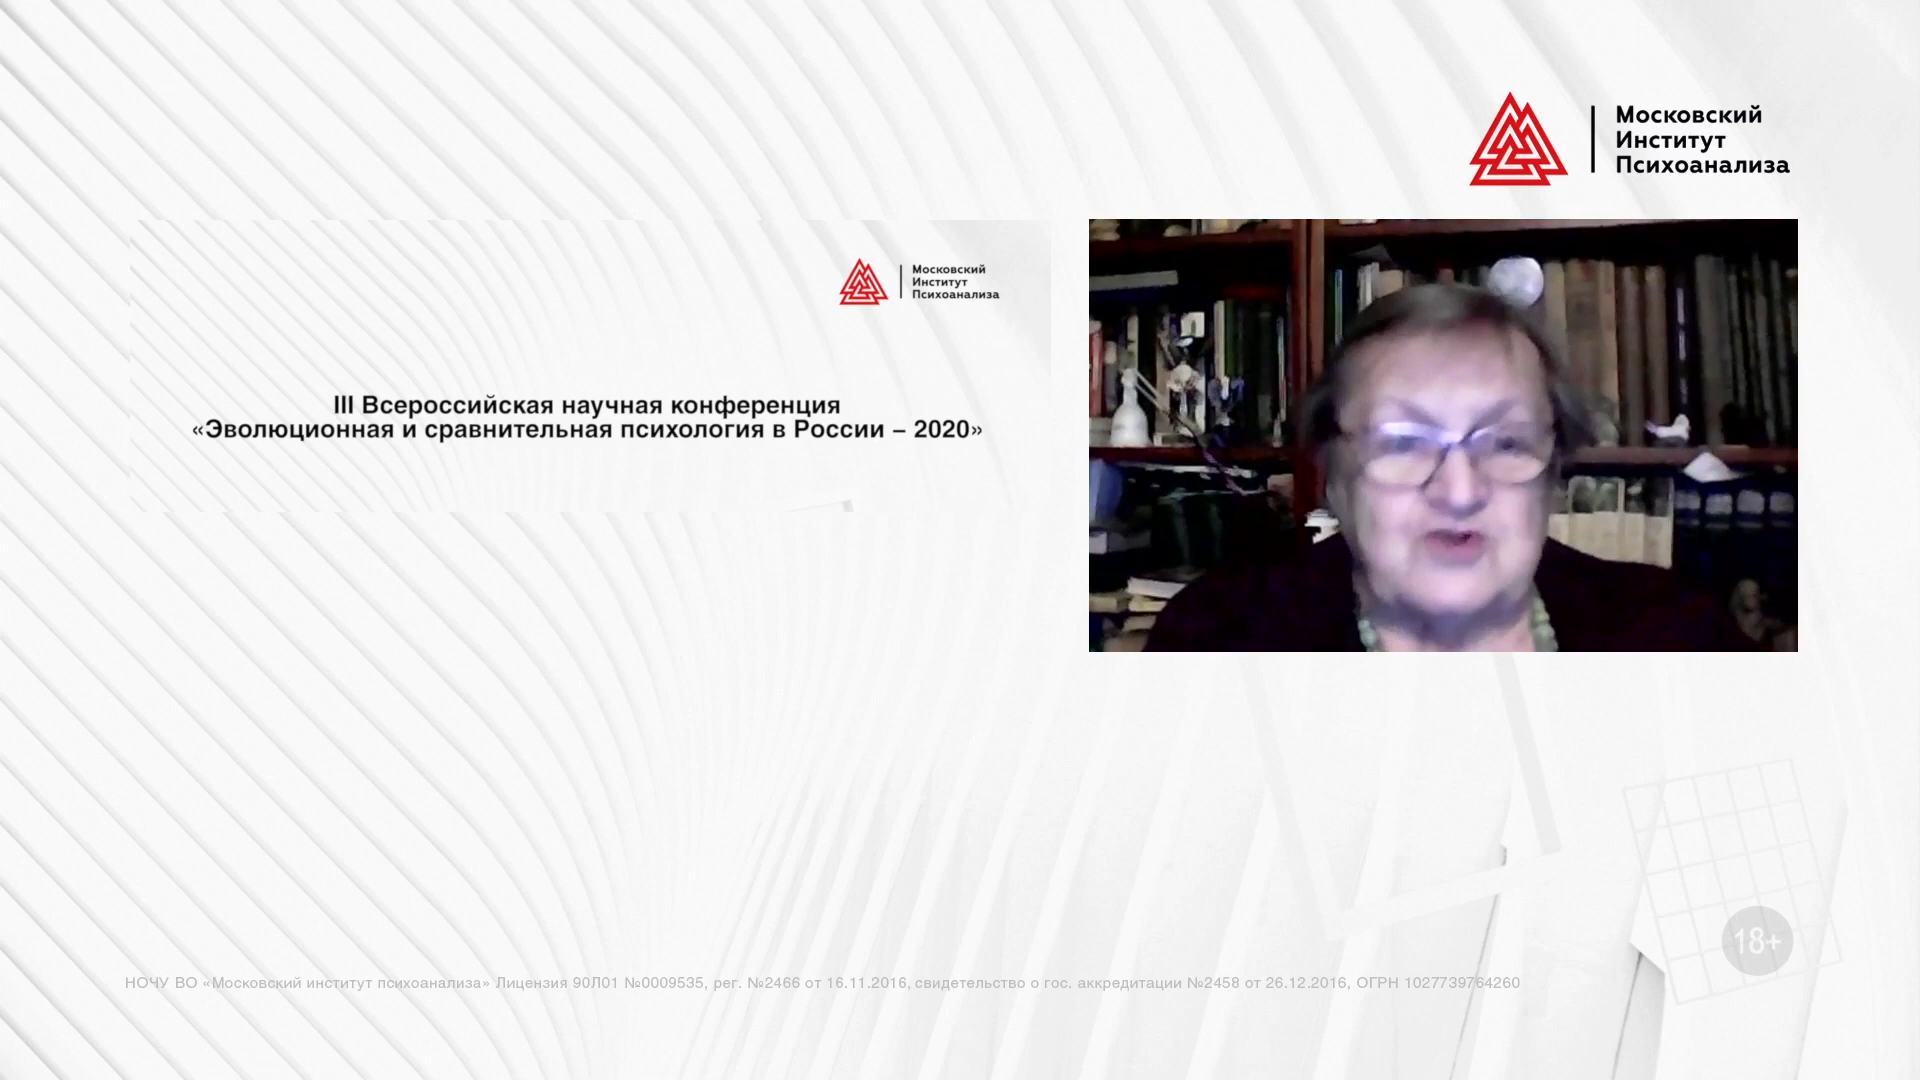 Московский
Институт
Психоанализа
Московский
Институт
Психоанализа
III Всероссийская научная конференция
«Эволюционная и сравнительная психология в России – 2020»
18+
НОЧУ ВО «Московский институт психоанализа» Лицензия 90Л01 №0009535, рег. №2466 от 16.11.2016, свидетельство о гос. аккредитации №2458 от 26.12.2016, ОГРН 1027739764260